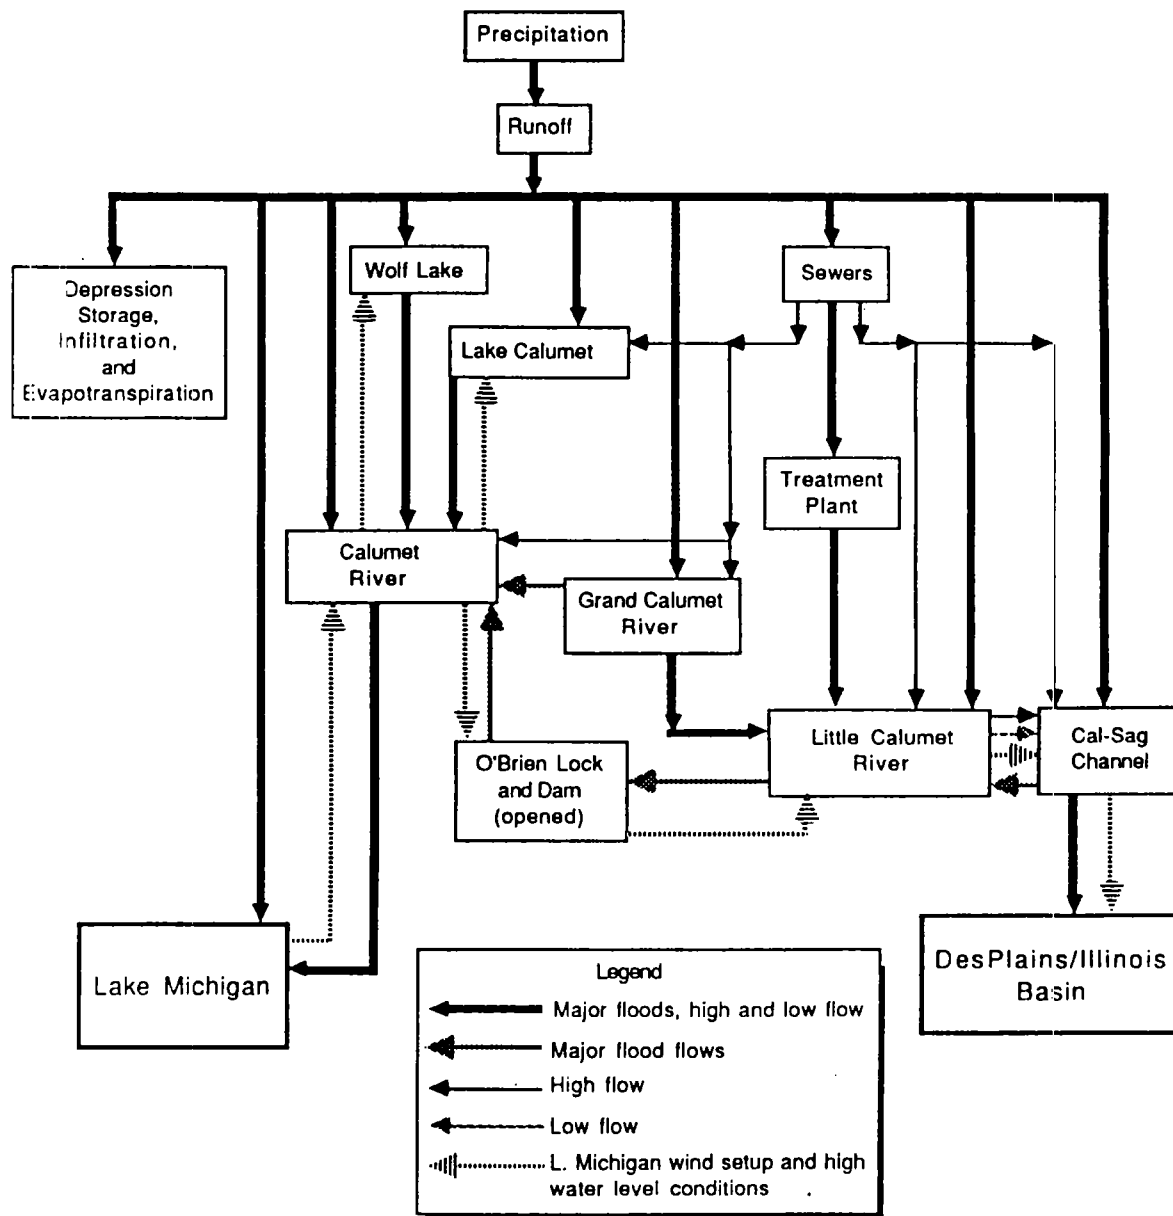 Precipitation
Runoff
Wolf Lake
Sewers
Depression
Storage,
Infiltration,
and
Evapotranspiration
Lake Calumet
Treatment
Plant
Calumet
River
Grand Calumet
River
Little Calumet
River
Cal-Sag
Channel
O'Brien Lock
and Dam
(opened)
Lake Michigan
DesPlains/Illinois
Basin
Legend
Major floods, high and low flow
Major flood flows
High flow
Low flow
L. Michigan wind setup and high
water level conditions